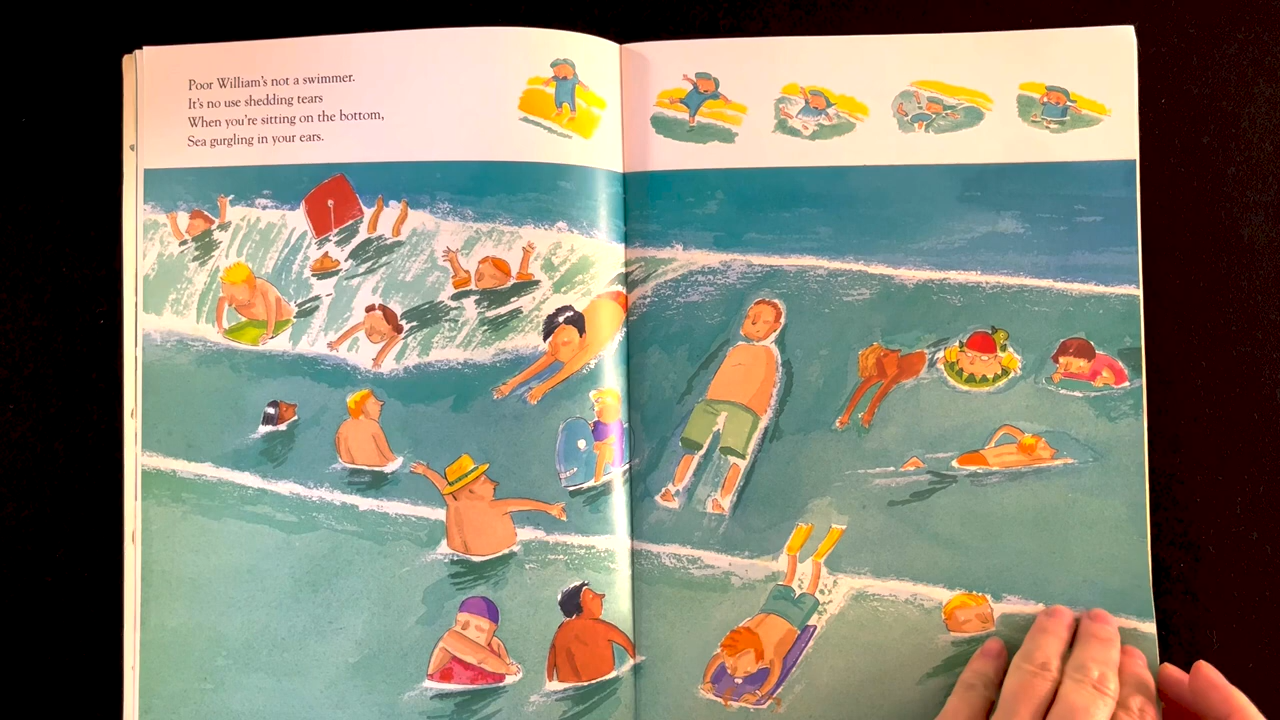 Poor William's not a swimmer.
It's no use shedding tears
When you're sitting on the bottom,
Sea gurgling in your ears.